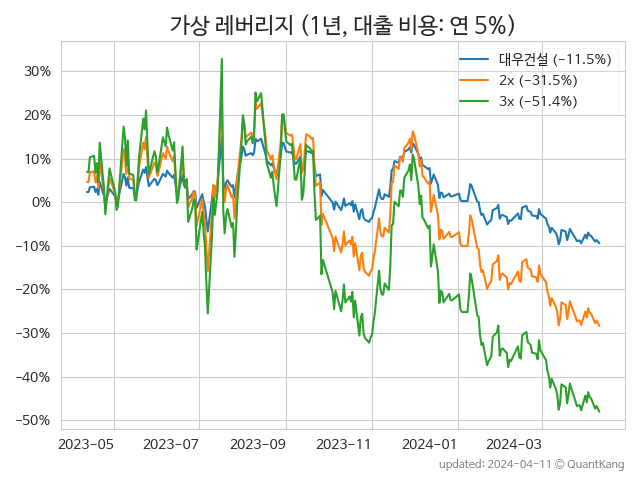 가상 레버리지 (1년, 대출 비용: 연 5%)
대우건설 (−11.5%)
2x (−31.5%)
3x (−51.4%)
30%
20%
10%
0%
−10%
−20%
−30%
−40%
−50%
2023-05 2023-07 2023-09 2023-11 2024-01 2024-03
updated: 2024-04-11 © QuantKang